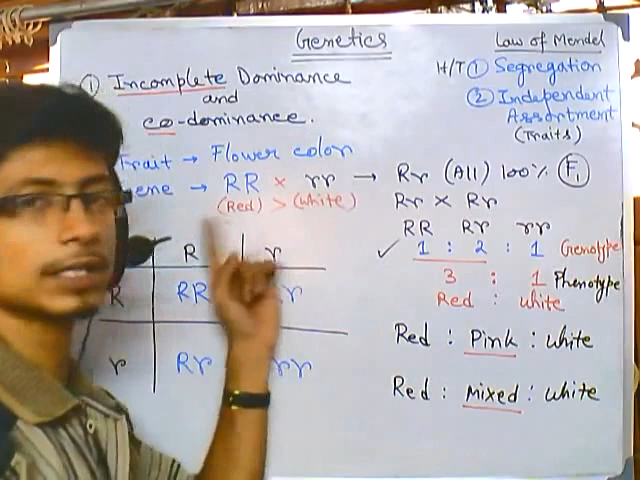 Genetics
Law of Mendel
① Incomplete Dominance
and
co-dominance.
H/T ① Segregation
② Independent
Assortment
(Traits)
Trait → Flower color
ene → RR × rr → Rr (All) 100% F1
(Red) > (White)
Rr × Rr
RR Rr rr
✓ 1 : 2 : 1 Genotype
3 : 1 Phenotype
Red : white
Red : Pink : white
Red : mixed : white
R r
R RR r
r Rr rr